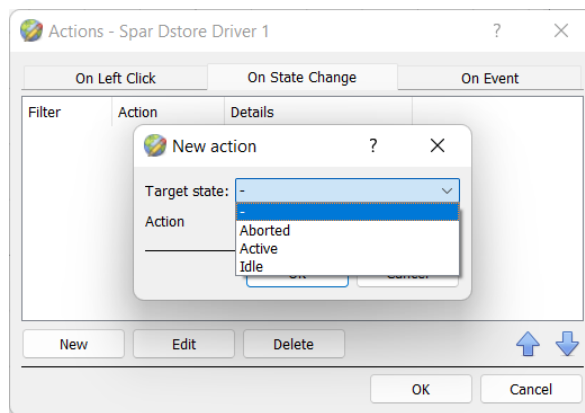 Actions - Spar Dstore Driver 1 ?
On Left Click On State Change On Event
Filter Action Details
New action ?
Target state: -
-
Action
Aborted
Active
Idle
New Edit Delete
OK Cancel